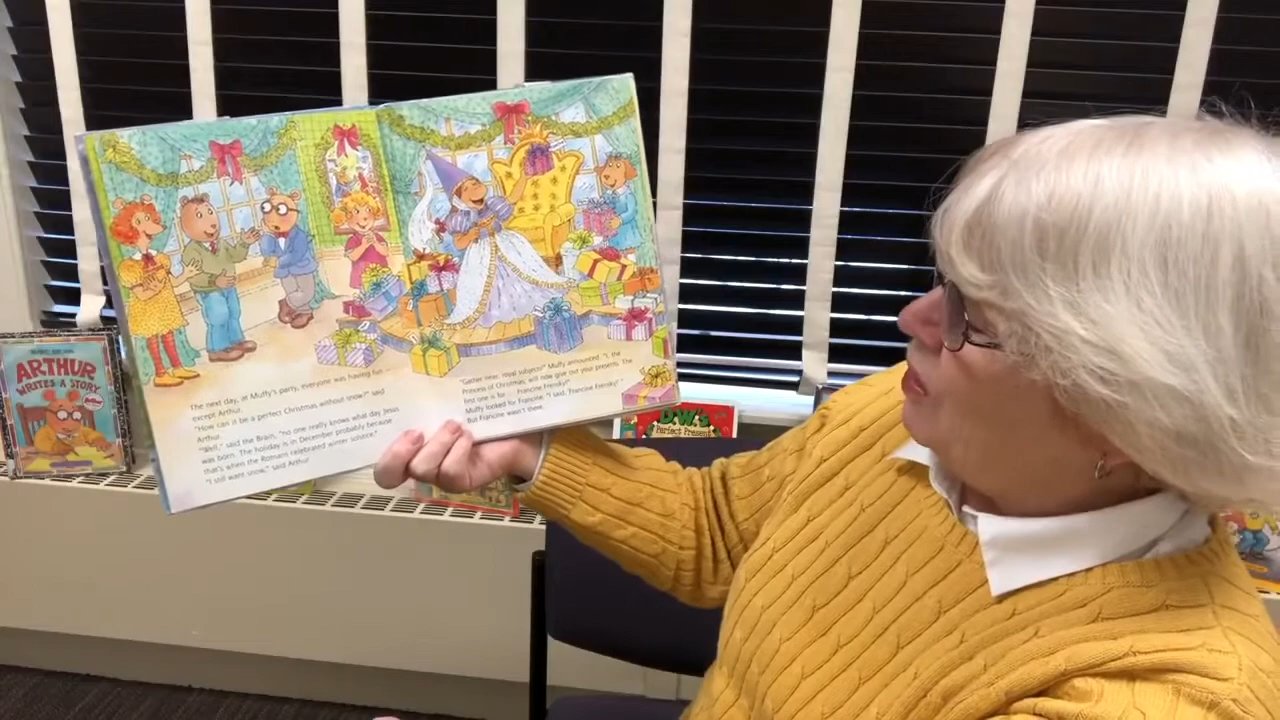 The next day, at Muffy's party, everyone was having fun
except Arthur.
"How can it be a perfect Christmas without snow?" said
Arthur.
"Well," said the Brain, "no one really knows what day Jesus
was born. The holiday is in December probably because
that's when the Romans celebrated winter solstice."
"I still want snow," said Arthur.
"Gather near, royal subjects!" Muffy announced. "I, the
Princess of Christmas, will now give out your presents. The
first one is for . . . Francine Frensky!"
Muffy looked for Francine. "I said, 'Francine Frensky!'"
But Francine wasn't there.
ARTHUR
WRITES A STORY
D.W.'s
Perfect Present